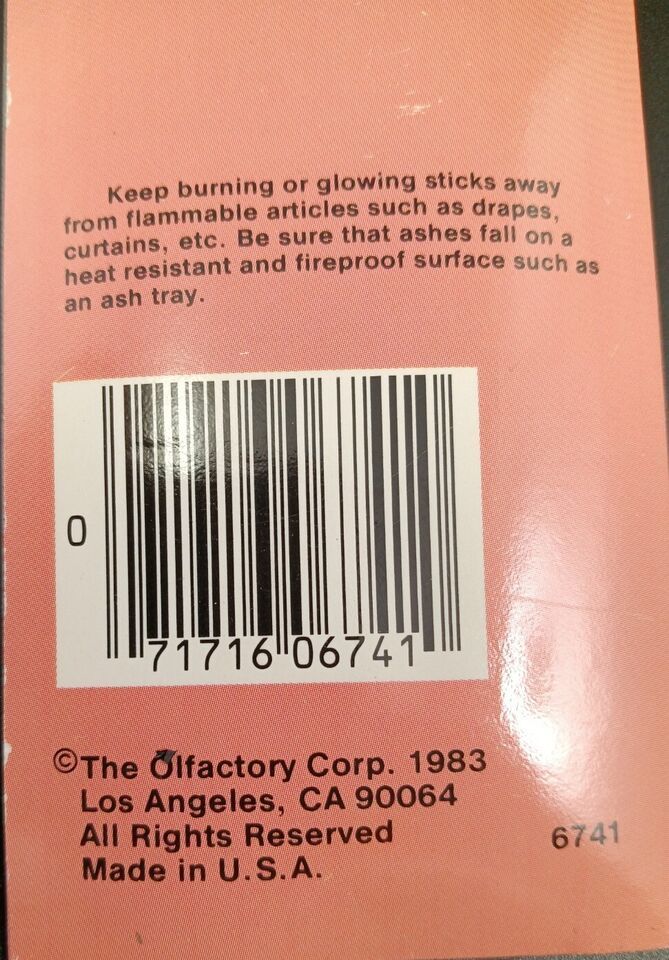 Keep burning or glowing sticks away
from flammable articles such as drapes,
curtains, etc. Be sure that ashes fall on a
heat resistant and fireproof surface such as
an ash tray.
0
71716 06741
©The Olfactory Corp. 1983
Los Angeles, CA 90064
All Rights Reserved
6741
Made in U.S.A.